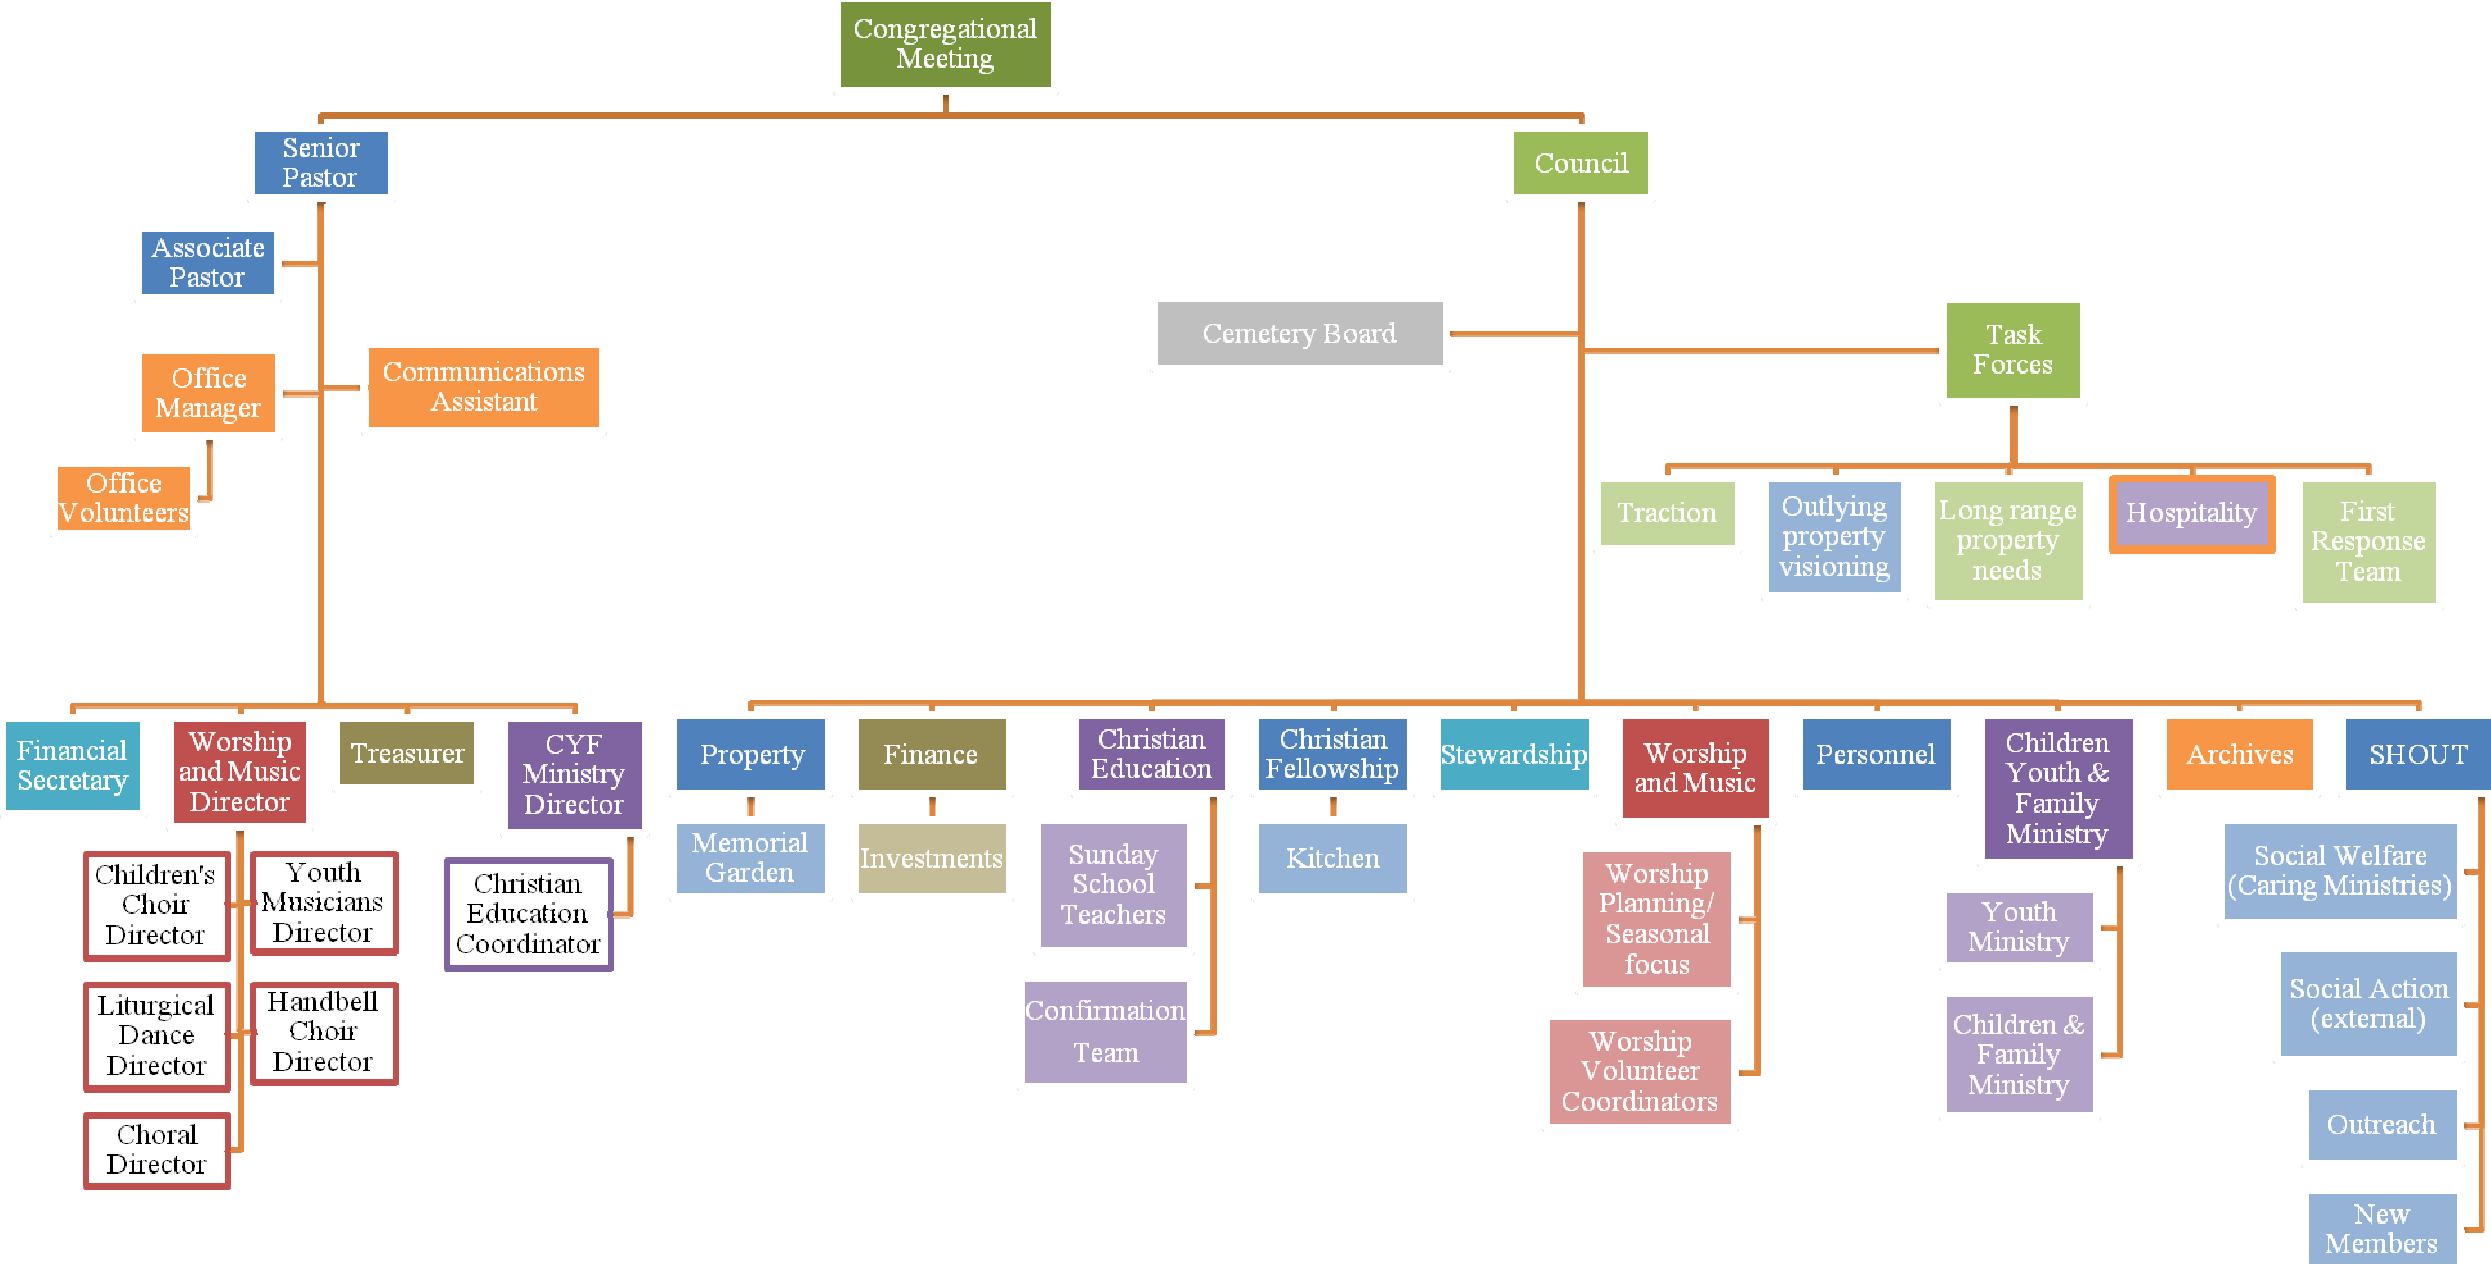 Congregational
Meeting
Senior
Pastor
Council
Associate
Pastor
Cemetery Board
Task
Forces
Office
Manager
Communications
Assistant
Office
Volunteers
Traction
Outlying
property
visioning
Long range
property
needs
Hospitality
First
Response
Team
Financial
Secretary
Worship
and Music
Director
Treasurer
CYF
Ministry
Director
Property
Finance
Christian
Education
Christian
Fellowship
Stewardship
Worship
and Music
Personnel
Children
Youth &
Family
Ministry
Archives
SHOUT
Children's
Choir
Director
Youth
Musicians
Director
Christian
Education
Coordinator
Memorial
Garden
Investments
Sunday
School
Teachers
Kitchen
Worship
Planning/
Seasonal
focus
Youth
Ministry
Social Welfare
(Caring Ministries)
Liturgical
Dance
Director
Handbell
Choir
Director
Confirmation
Team
Worship
Volunteer
Coordinators
Children &
Family
Ministry
Social Action
(external)
Choral
Director
Outreach
New
Members